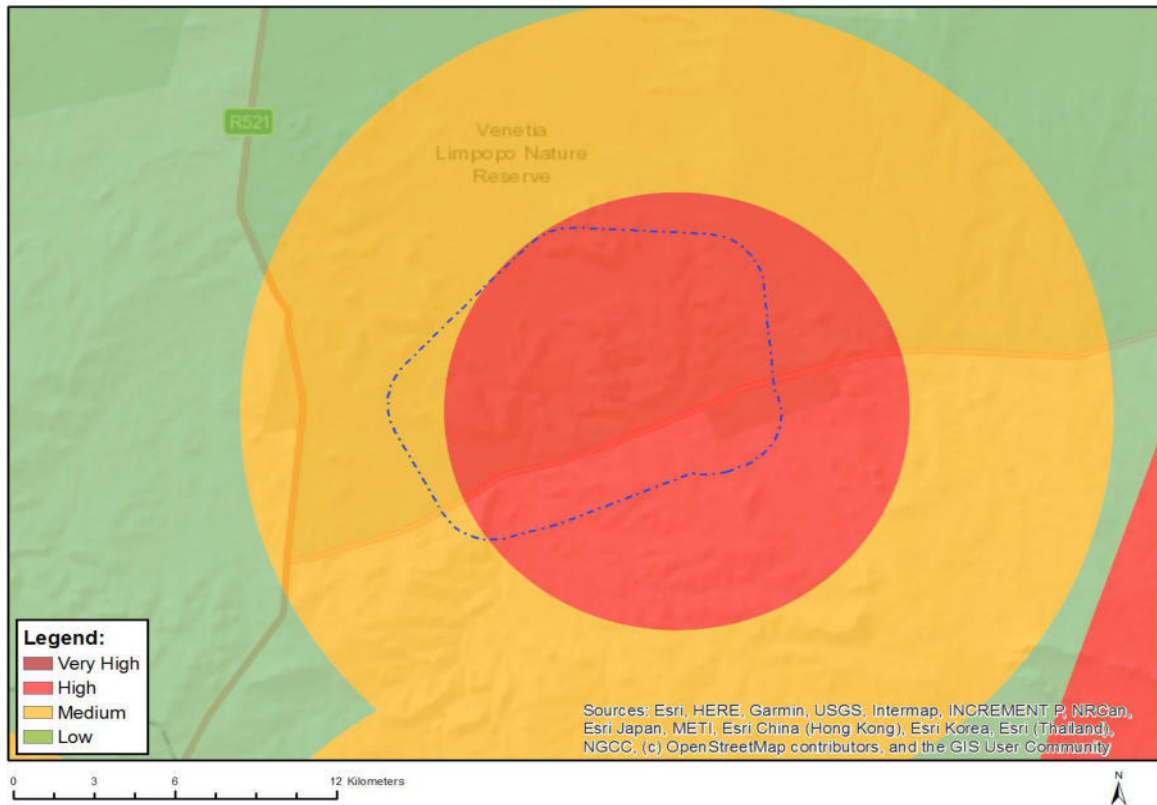 R521
Venetia
Limpopo Nature
Reserve
Legend:
Very High
High
Medium
Low
Sources: Esri, HERE, Garmin, USGS, Intermap, INCREMENT P, NRCan,
Esri Japan, METI, Esri China (Hong Kong), Esri Korea, Esri (Thailand),
NGCC, (c) OpenStreetMap contributors, and the GIS User Community
0 3 6 12 Kilometers
N